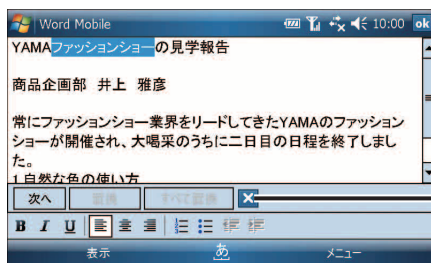 Word Mobile 10:00 ok
YAMAファッションショーの見学報告
商品企画部 井上 雅彦
常にファッションショー業界をリードしてきたYAMAのファッション
ショーが開催され、大喝采のうちに二日目の日程を終了しまし
た。
1 自然な色の使い方
次へ 置換 すべて置換
B I U
表示 あ メニュー